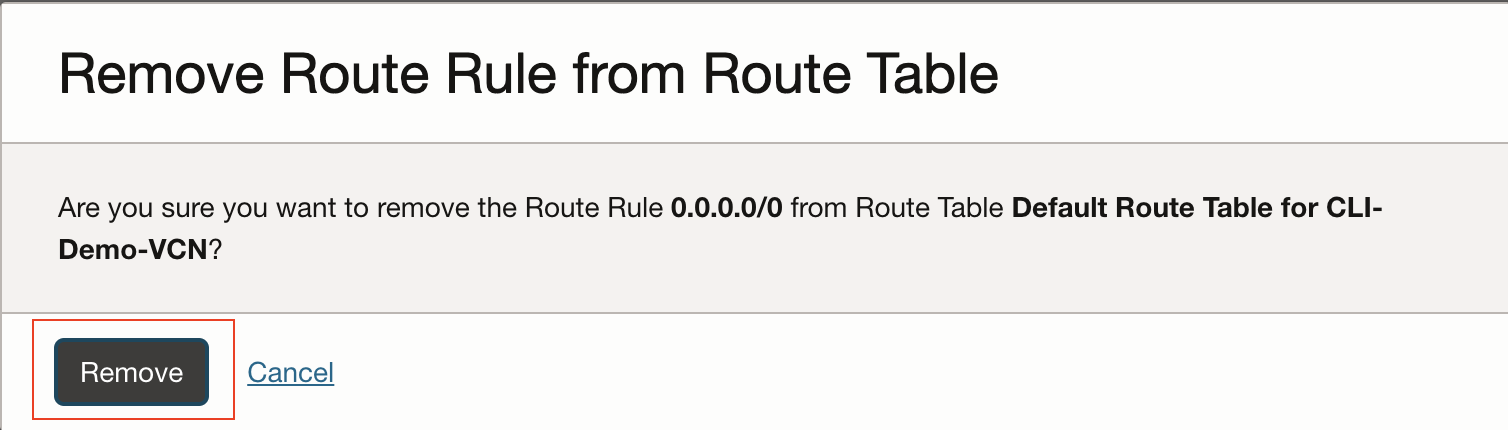 Remove Route Rule from Route Table
Are you sure you want to remove the Route Rule 0.0.0.0/0 from Route Table Default Route Table for CLI-
Demo-VCN?
Remove Cancel